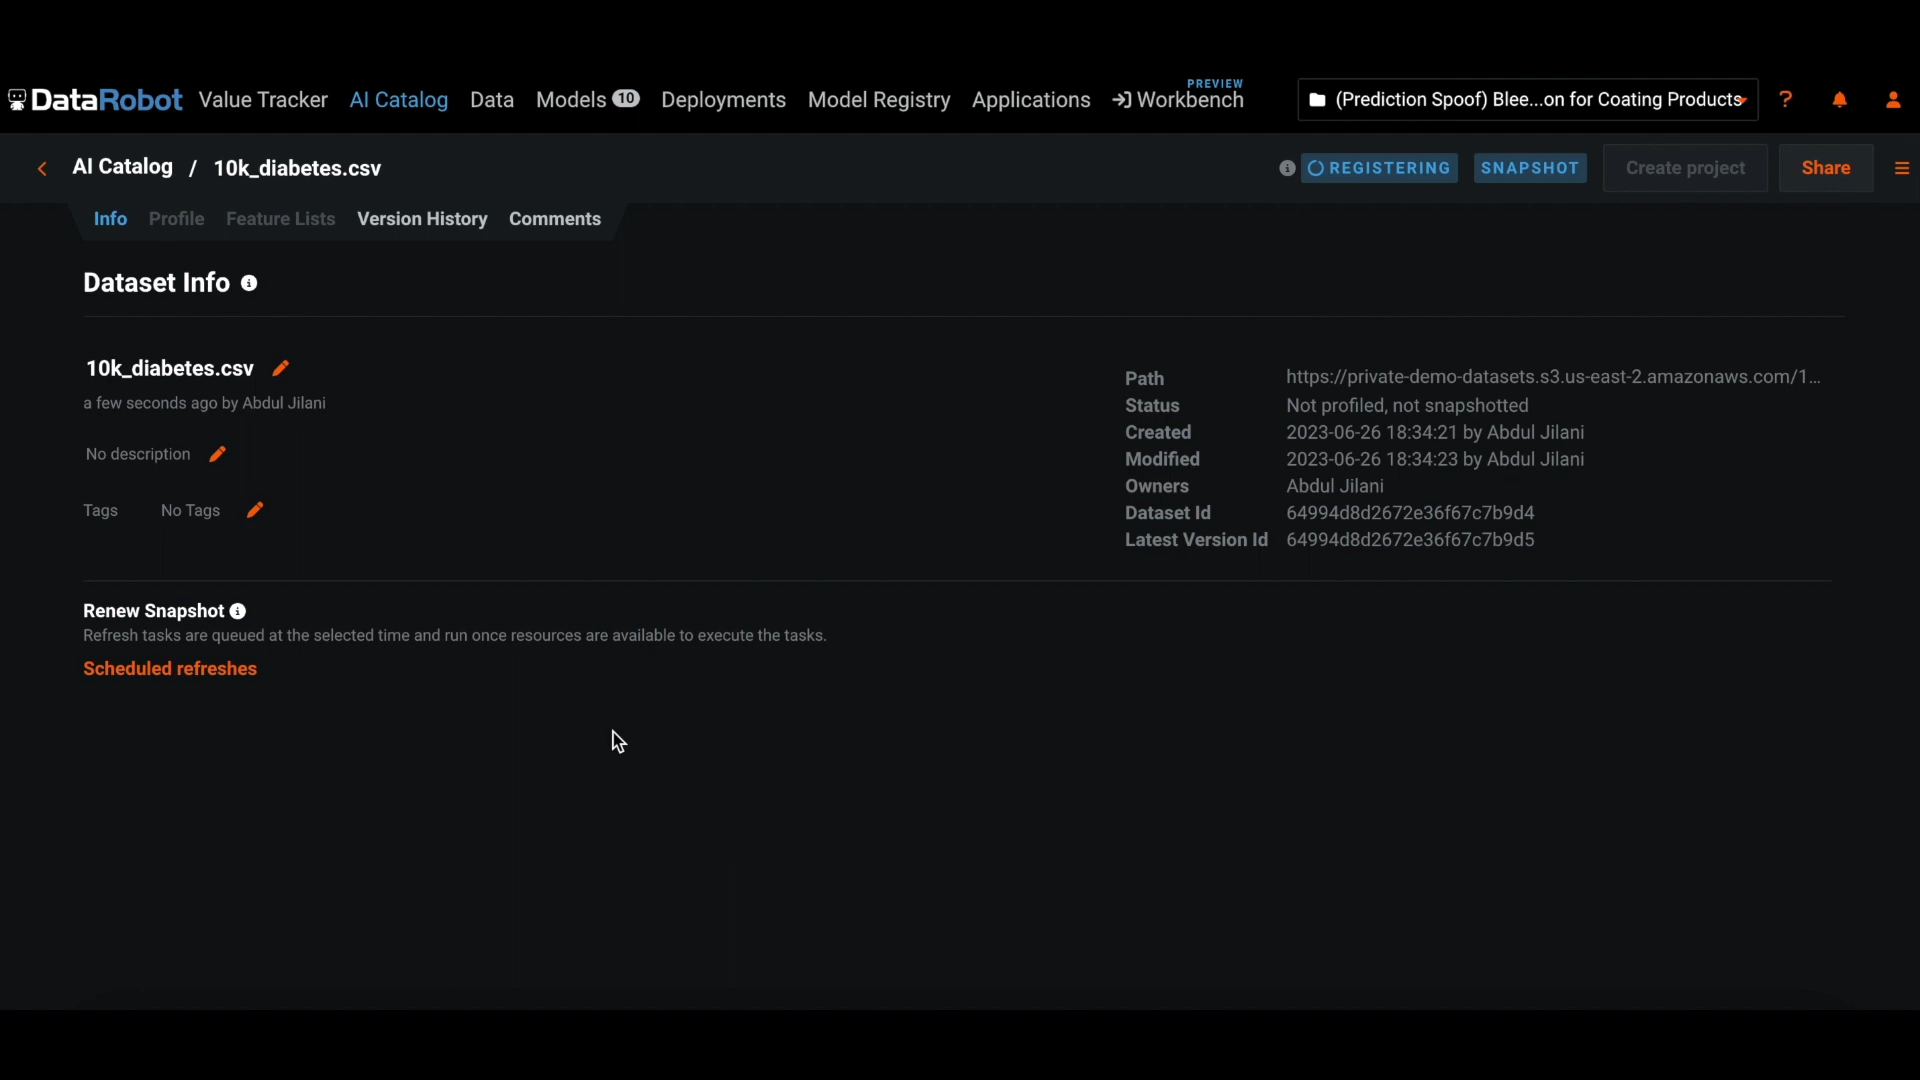 DataRobot Value Tracker AI Catalog Data Models 10 Deployments Model Registry Applications Workbench PREVIEW (Prediction Spoof) Blee...on for Coating Products ?
AI Catalog / 10k_diabetes.csv REGISTERING SNAPSHOT Create project Share
Info Profile Feature Lists Version History Comments
Dataset Info
10k_diabetes.csv
a few seconds ago by Abdul Jilani
No description
Tags No Tags
Path https://private-demo-datasets.s3.us-east-2.amazonaws.com/1...
Status Not profiled, not snapshotted
Created 2023-06-26 18:34:21 by Abdul Jilani
Modified 2023-06-26 18:34:23 by Abdul Jilani
Owners Abdul Jilani
Dataset Id 64994d8d2672e36f67c7b9d4
Latest Version Id 64994d8d2672e36f67c7b9d5
Renew Snapshot
Refresh tasks are queued at the selected time and run once resources are available to execute the tasks.
Scheduled refreshes